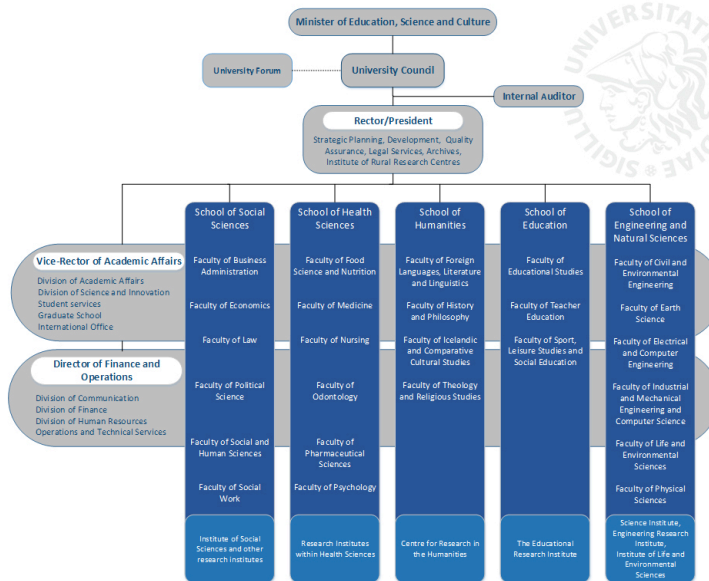 Minister of Education, Science and Culture
University Forum
University Council
Internal Auditor
Rector/President
Strategic Planning, Development, Quality
Assurance, Legal Services, Archives,
Institute of Rural Research Centres
Vice-Rector of Academic Affairs
Division of Academic Affairs
Division of Science and Innovation
Student services
Graduate School
International Office
Director of Finance and
Operations
Division of Communication
Division of Finance
Division of Human Resources
Operations and Technical Services
School of Social
Sciences
Faculty of Business
Administration
Faculty of Economics
Faculty of Law
Faculty of Political
Science
Faculty of Social and
Human Sciences
Faculty of Social
Work
Institute of Social
Sciences and other
research institutes
School of Health
Sciences
Faculty of Food
Science and Nutrition
Faculty of Medicine
Faculty of Nursing
Faculty of
Odontology
Faculty of
Pharmaceutical
Sciences
Faculty of Psychology
Research Institutes
within Health Sciences
School of
Humanities
Faculty of Foreign
Languages, Literature
and Linguistics
Faculty of History
and Philosophy
Faculty of Icelandic
and Comparative
Cultural Studies
Faculty of Theology
and Religious Studies
Centre for Research in
the Humanities
School of
Education
Faculty of
Educational Studies
Faculty of Teacher
Education
Faculty of Sport,
Leisure Studies and
Social Education
The Educational
Research Institute
School of
Engineering and
Natural Sciences
Faculty of Civil and
Environmental
Engineering
Faculty of Earth
Science
Faculty of Electrical
and Computer
Engineering
Faculty of Industrial
and Mechanical
Engineering and
Computer Science
Faculty of Life and
Environmental
Sciences
Faculty of Physical
Sciences
Science Institute,
Engineering Research
Institute,
Institute of Life and
Environmental
Sciences